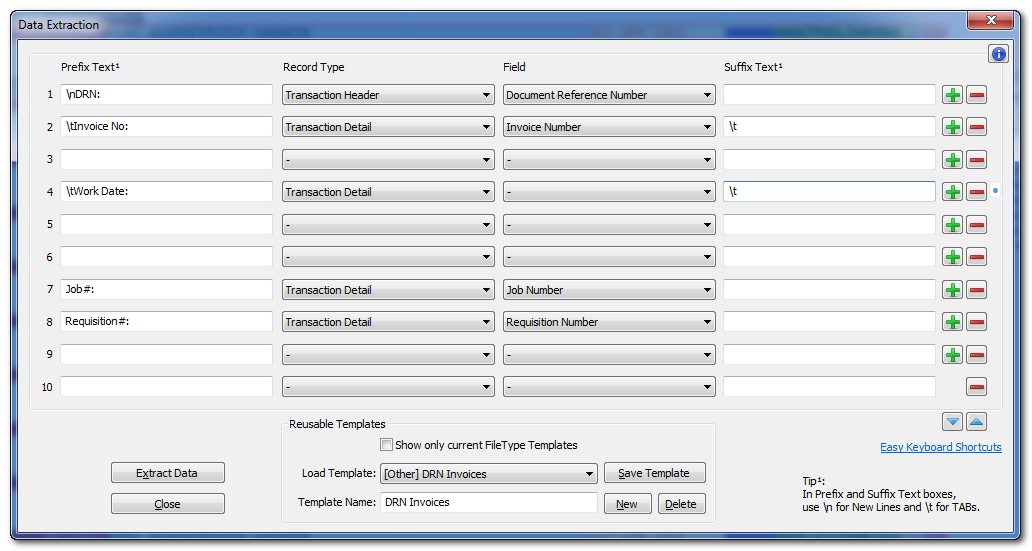 Data Extraction
Prefix Text¹ Record Type Field Suffix Text¹
1 \nDRN: Transaction Header Document Reference Number
2 \tInvoice No: Transaction Detail Invoice Number \t
3 - -
4 \tWork Date: Transaction Detail - \t
5 - -
6 - -
7 Job#: Transaction Detail Job Number
8 Requisition#: Transaction Detail Requisition Number
9 - -
10 - -
Reusable Templates
Show only current FileType Templates
Easy Keyboard Shortcuts
Extract Data Load Template: [Other] DRN Invoices Save Template
Close Template Name: DRN Invoices New Delete
Tip¹:
In Prefix and Suffix Text boxes,
use \n for New Lines and \t for TABs.